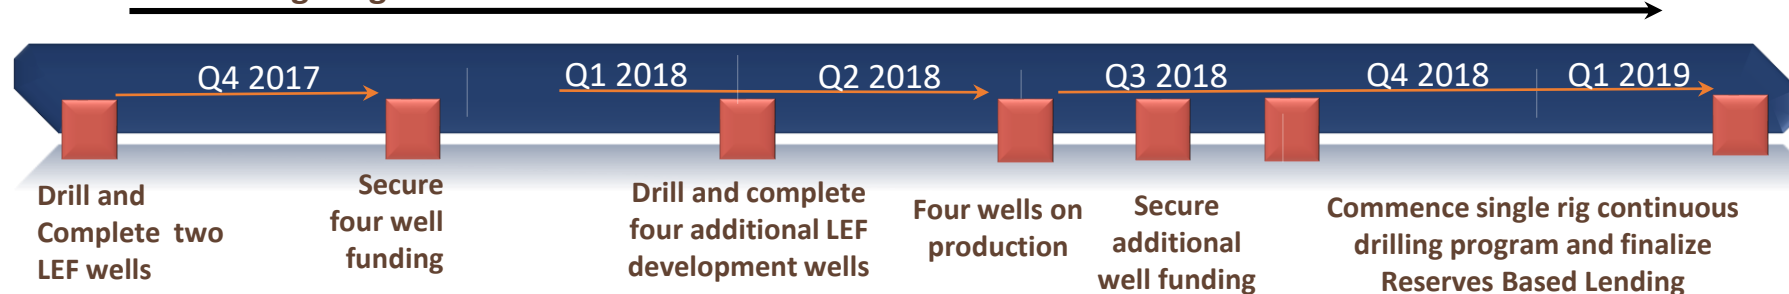 Q4 2017
Q1 2018
Q2 2018
Q3 2018
Q4 2018
Q1 2019
Drill and
Complete two
LEF wells
Secure
four well
funding
Drill and complete
four additional LEF
development wells
Four wells on
production
Secure
additional
well funding
Commence single rig continuous
drilling program and finalize
Reserves Based Lending